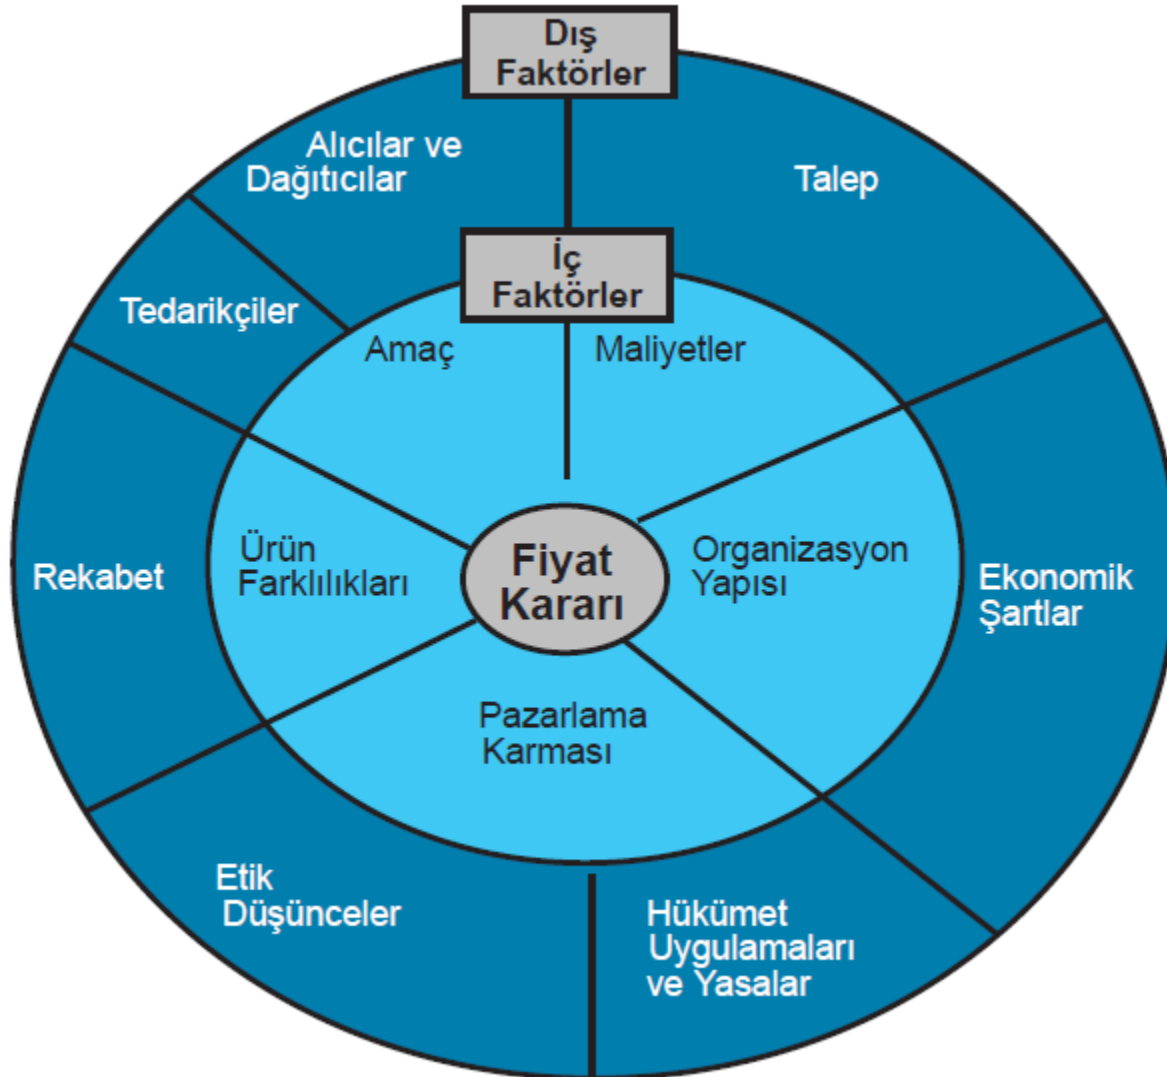 Dış
Faktörler
Alıcılar ve
Dağıtıcılar
Talep
İç
Faktörler
Tedarikçiler
Amaç
Maliyetler
Rekabet
Ürün
Farklılıkları
Fiyat
Kararı
Organizasyon
Yapısı
Ekonomik
Şartlar
Pazarlama
Karması
Etik
Düşünceler
Hükümet
Uygulamaları
ve Yasalar